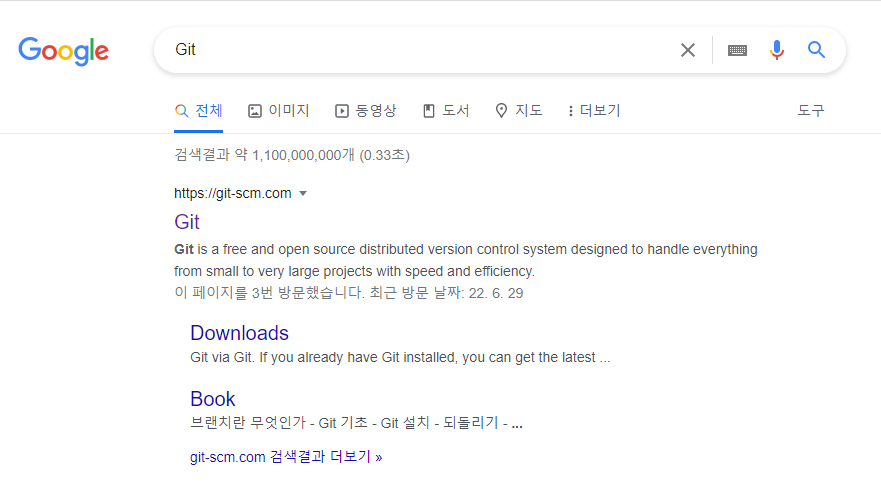 Google
Git
전체 이미지 동영상 도서 지도 더보기 도구
검색결과 약 1,100,000,000개 (0.33초)
https://git-scm.com
Git
Git is a free and open source distributed version control system designed to handle everything
from small to very large projects with speed and efficiency.
이 페이지를 3번 방문했습니다. 최근 방문 날짜: 22. 6. 29
Downloads
Git via Git. If you already have Git installed, you can get the latest ...
Book
브랜치란 무엇인가 - Git 기초 - Git 설치 - 되돌리기 - ...
git-scm.com 검색결과 더보기 »